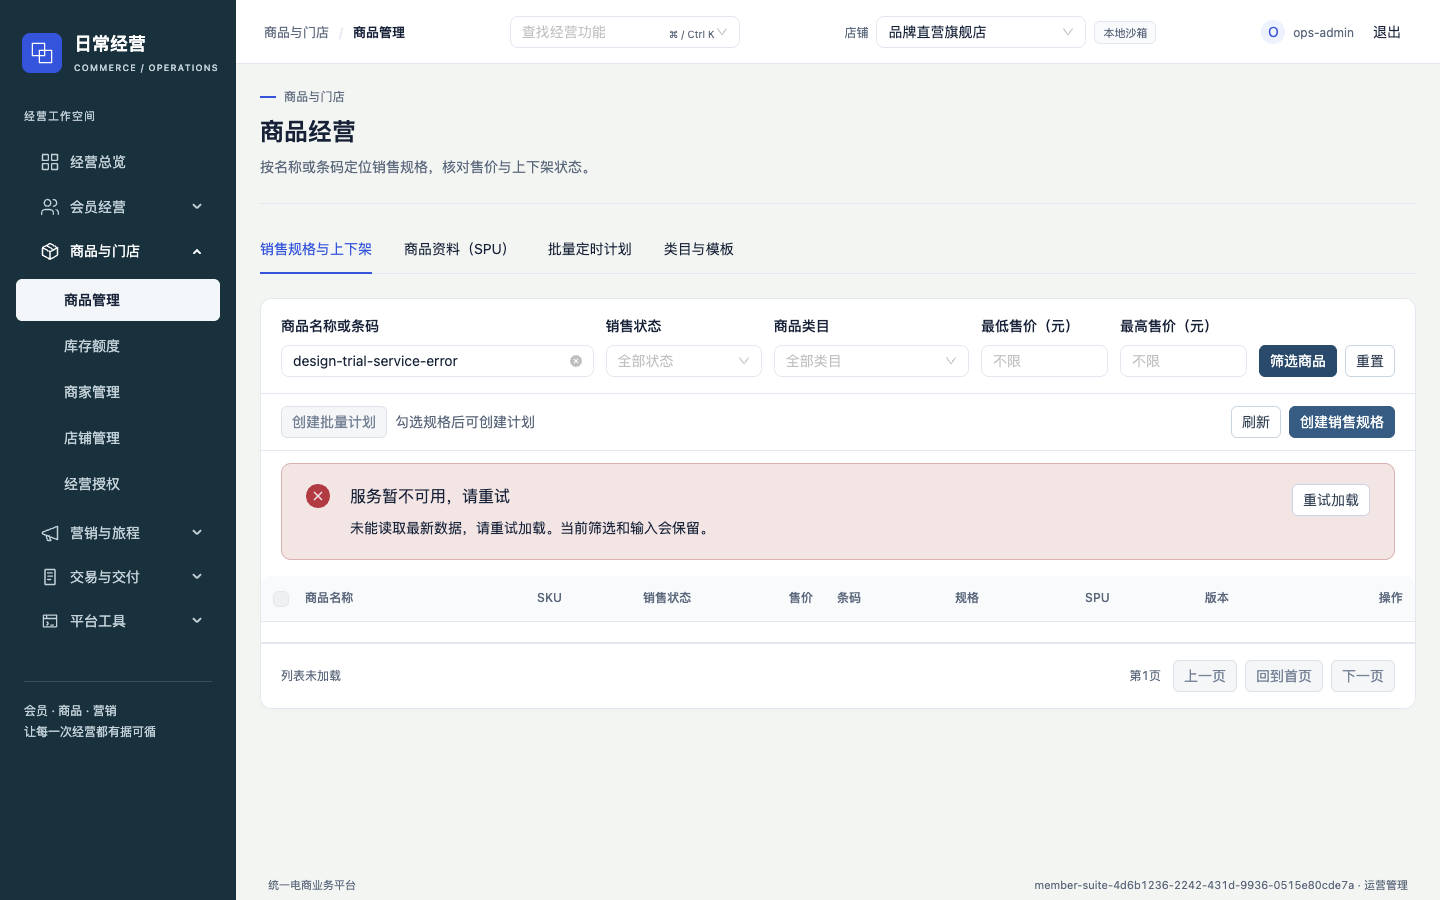 日常经营
COMMERCE / OPERATIONS
经营工作空间
经营总览
会员经营
商品与门店
商品管理
库存额度
商家管理
店铺管理
经营授权
营销与旅程
交易与交付
平台工具
会员 · 商品 · 营销
让每一次经营都有据可循
商品与门店 / 商品管理
查找经营功能 ⌘ / Ctrl K
店铺 品牌直营旗舰店 本地沙箱
O ops-admin 退出
商品与门店
商品经营
按名称或条码定位销售规格，核对售价与上下架状态。
销售规格与上下架 商品资料（SPU） 批量定时计划 类目与模板
商品名称或条码 销售状态 商品类目 最低售价（元） 最高售价（元）
design-trial-service-error 全部状态 全部类目 不限 不限 筛选商品 重置
创建批量计划 勾选规格后可创建计划 刷新 创建销售规格
服务暂不可用，请重试
未能读取最新数据，请重试加载。当前筛选和输入会保留。
重试加载
商品名称 SKU 销售状态 售价 条码 规格 SPU 版本 操作
列表未加载 第1页 上一页 回到首页 下一页
统一电商业务平台 member-suite-4d6b1236-2242-431d-9936-0515e80cde7a · 运营管理